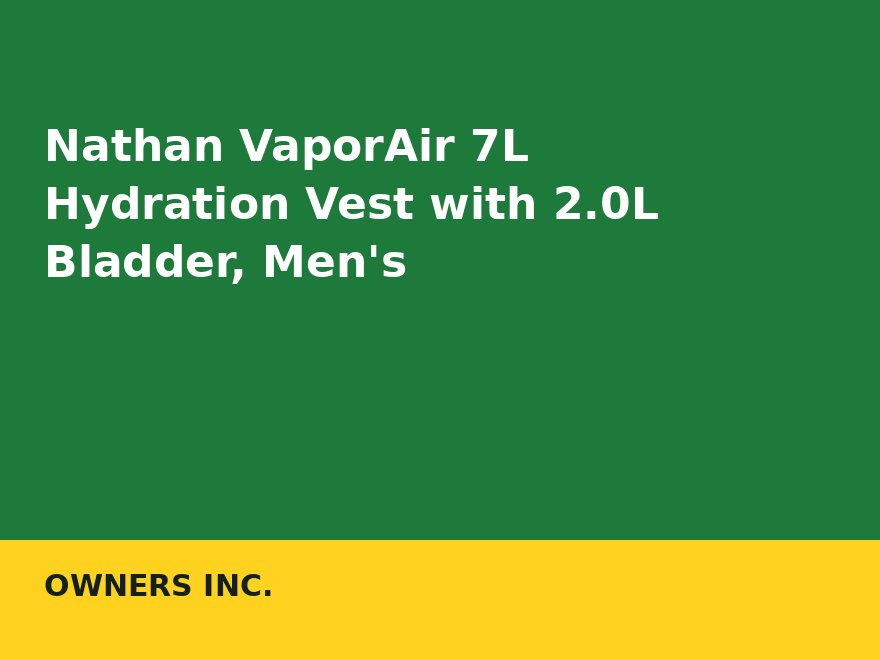 Nathan VaporAir 7L
Hydration Vest with 2.0L
Bladder, Men's
OWNERS INC.